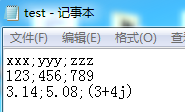 test - 记事本
文件(F) 编辑(E) 格式(O) 查
xxx;yyy;zzz
123;456;789
3.14;5.08;(3+4j)